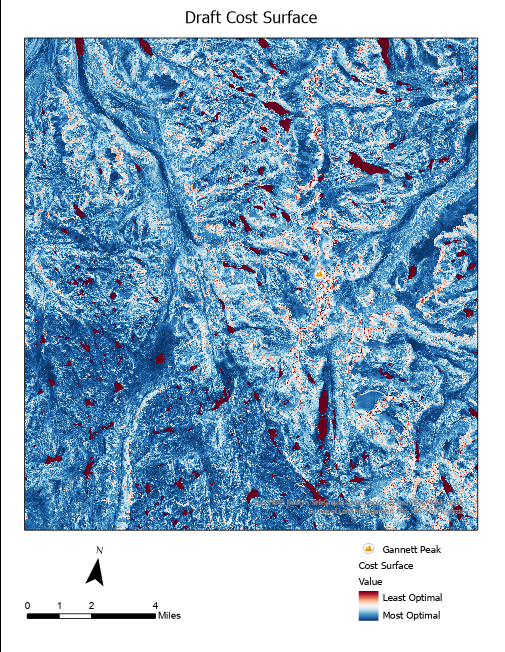 Draft Cost Surface
N
0 1 2 4
Miles
Gannett Peak
Cost Surface
Value
Least Optimal
Most Optimal